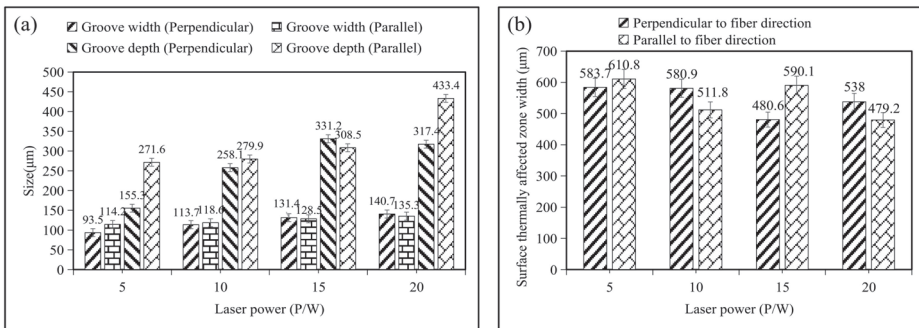 (a)
Groove width (Perpendicular) Groove width (Parallel)
Groove depth (Perpendicular) Groove depth (Parallel)
Size(μm)
500
450
400
350
300
250
200
150
100
50
0
93.5 114.2 155.3 271.6
113.7 118.6 258.1 279.9
131.4 128.5 331.2 308.5
140.7 135.3 317.4 433.4
5 10 15 20
Laser power (P/W)
(b)
Perpendicular to fiber direction
Parallel to fiber direction
Surface thermally affected zone width (μm)
700
600
500
400
300
200
100
0
583.7 610.8
580.9 511.8
480.6 590.1
538 479.2
5 10 15 20
Laser power (P/W)